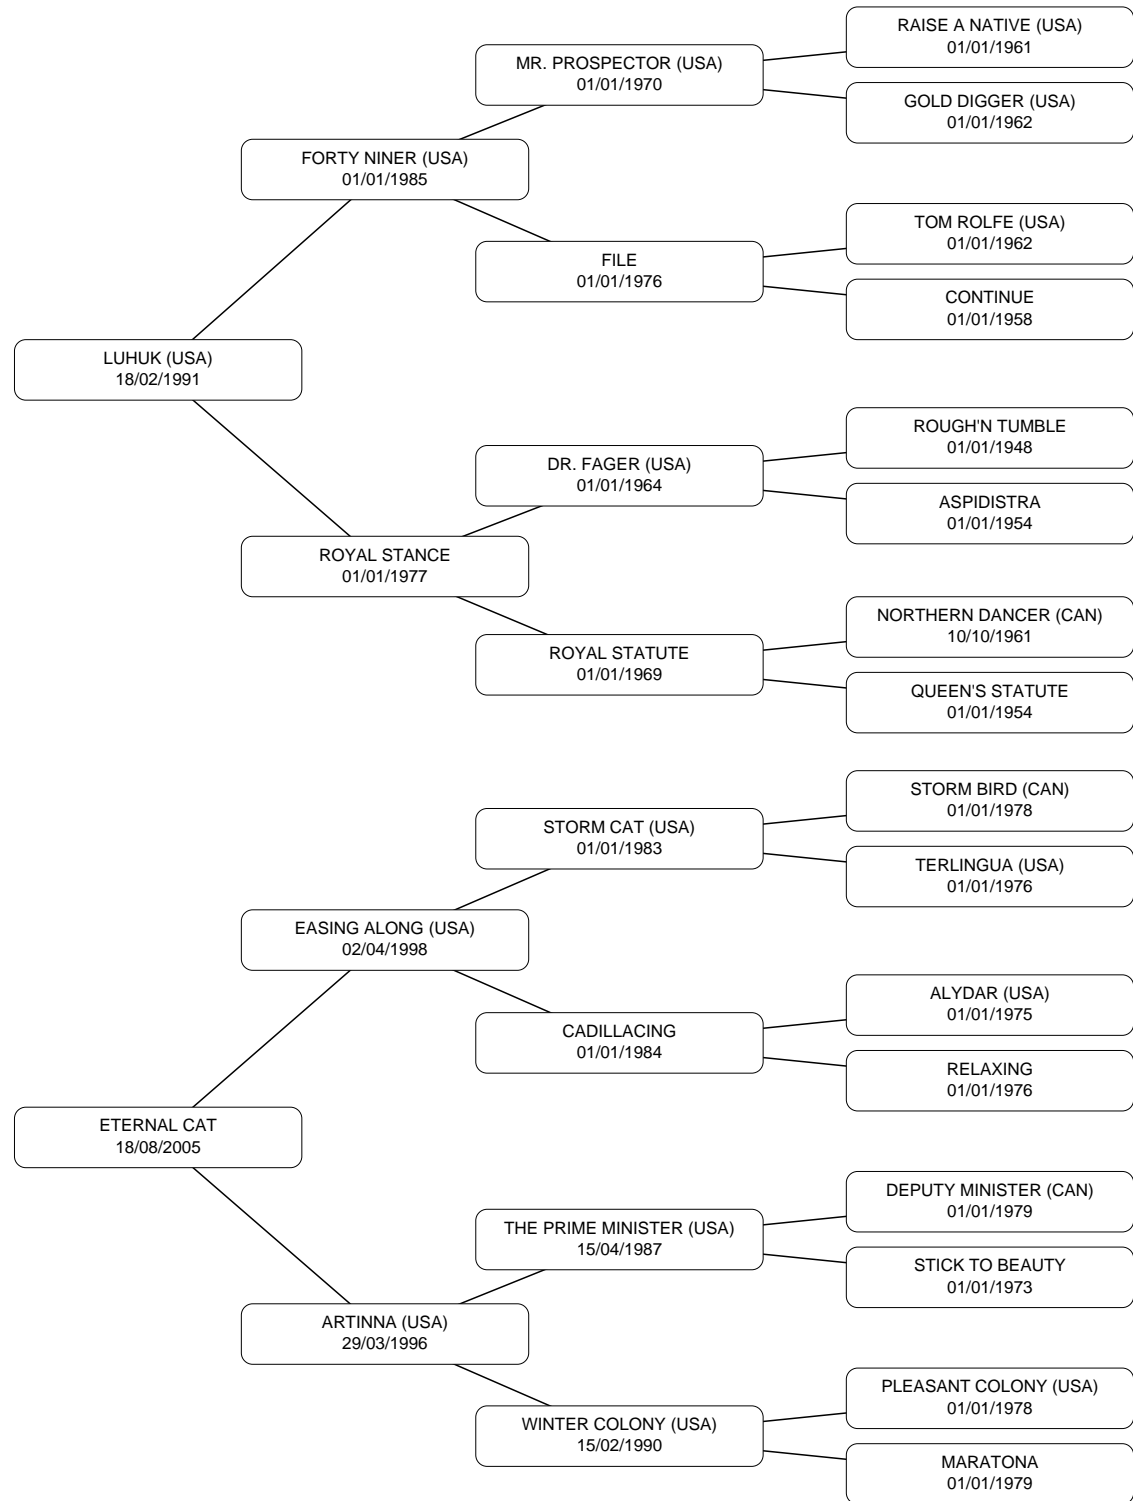 RAISE A NATIVE (USA)
01/01/1961
MR. PROSPECTOR (USA)
01/01/1970
GOLD DIGGER (USA)
01/01/1962
FORTY NINER (USA)
01/01/1985
TOM ROLFE (USA)
01/01/1962
FILE
01/01/1976
CONTINUE
01/01/1958
LUHUK (USA)
18/02/1991
ROUGH'N TUMBLE
01/01/1948
DR. FAGER (USA)
01/01/1964
ASPIDISTRA
01/01/1954
ROYAL STANCE
01/01/1977
NORTHERN DANCER (CAN)
10/10/1961
ROYAL STATUTE
01/01/1969
QUEEN'S STATUTE
01/01/1954
STORM BIRD (CAN)
01/01/1978
STORM CAT (USA)
01/01/1983
TERLINGUA (USA)
01/01/1976
EASING ALONG (USA)
02/04/1998
ALYDAR (USA)
01/01/1975
CADILLACING
01/01/1984
RELAXING
01/01/1976
ETERNAL CAT
18/08/2005
DEPUTY MINISTER (CAN)
01/01/1979
THE PRIME MINISTER (USA)
15/04/1987
STICK TO BEAUTY
01/01/1973
ARTINNA (USA)
29/03/1996
PLEASANT COLONY (USA)
01/01/1978
WINTER COLONY (USA)
15/02/1990
MARATONA
01/01/1979